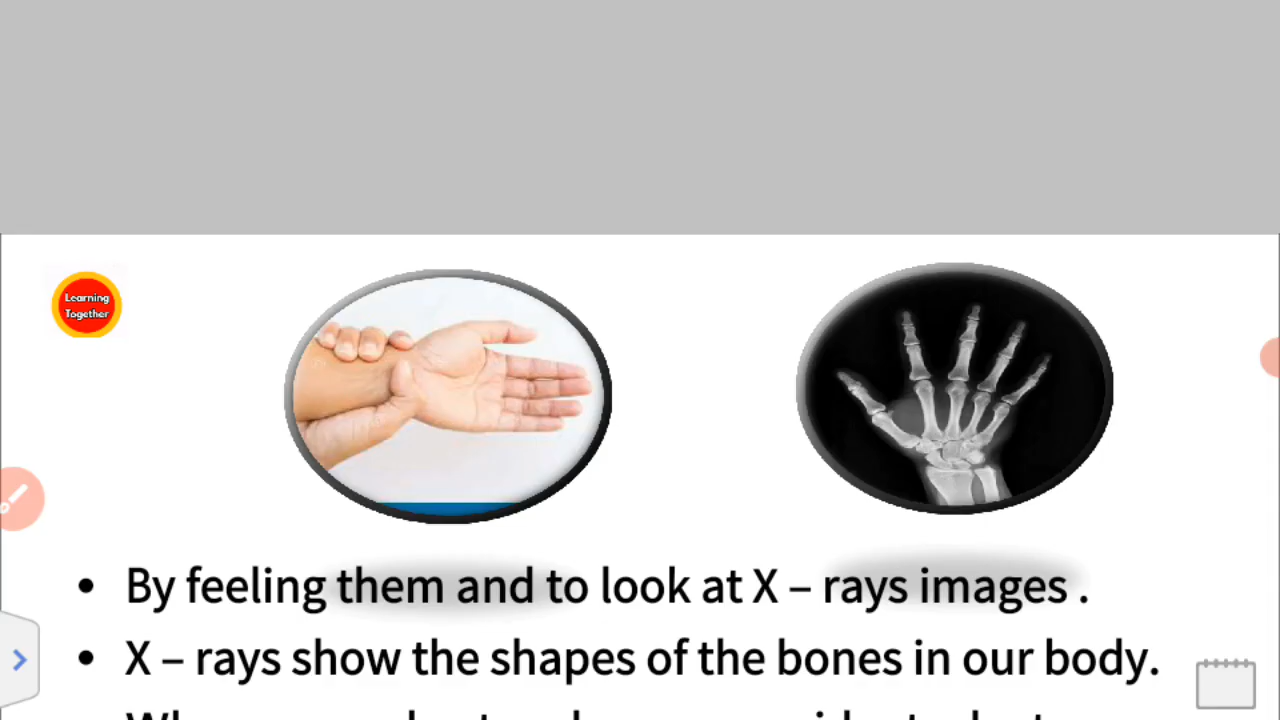 Learning
Together
• By feeling them and to look at X – rays images .
• X – rays show the shapes of the bones in our body.